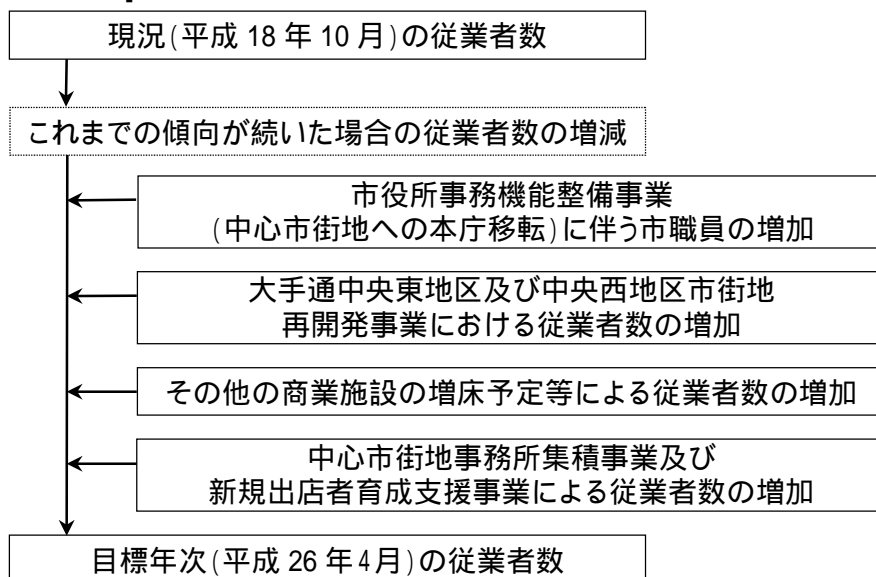 現況(平成 18 年 10 月)の従業者数
これまでの傾向が続いた場合の従業者数の増減
市役所事務機能整備事業
(中心市街地への本庁移転)に伴う市職員の増加
大手通中央東地区及び中央西地区市街地
再開発事業における従業者数の増加
その他の商業施設の増床予定等による従業者数の増加
中心市街地事務所集積事業及び
新規出店者育成支援事業による従業者数の増加
目標年次(平成 26 年4月)の従業者数